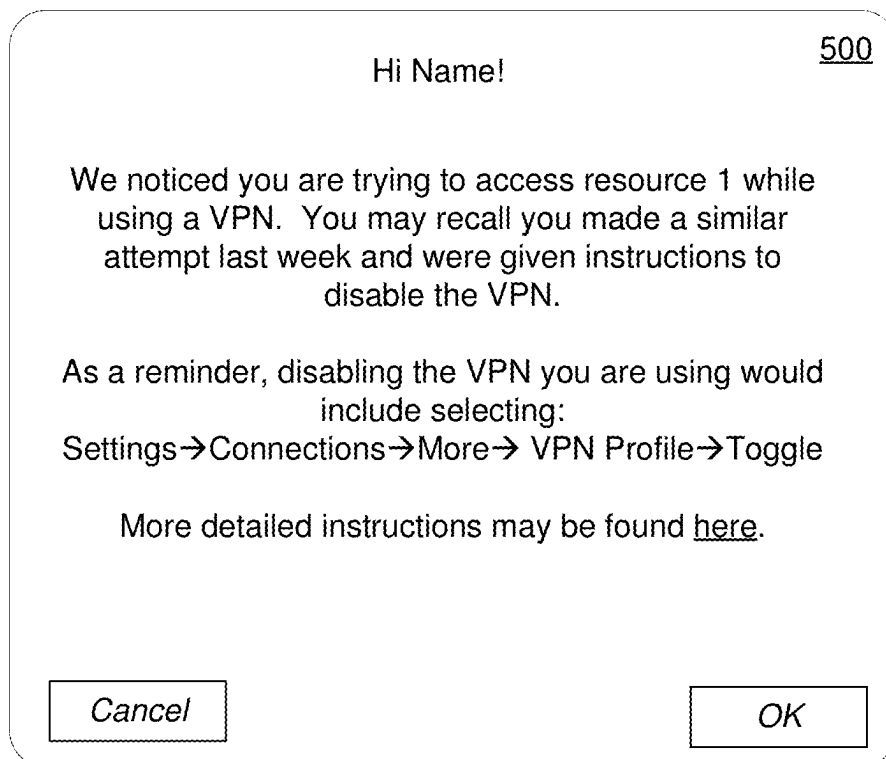 500
Hi Name!
We noticed you are trying to access resource 1 while
using a VPN.  You may recall you made a similar
attempt last week and were given instructions to
disable the VPN.
As a reminder, disabling the VPN you are using would
include selecting:
Settings→Connections→More→ VPN Profile→Toggle
More detailed instructions may be found here.
Cancel
OK